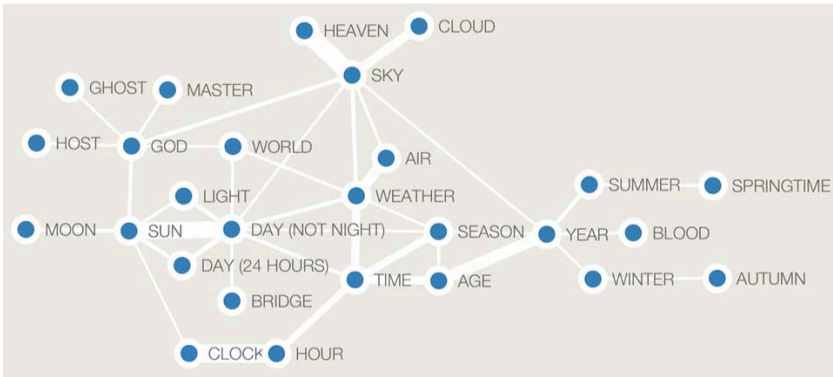 HEAVEN
CLOUD
SKY
GHOST
MASTER
HOST
GOD
WORLD
AIR
LIGHT
WEATHER
SUMMER
SPRINGTIME
MOON
SUN
DAY (NOT NIGHT)
SEASON
YEAR
BLOOD
DAY (24 HOURS)
TIME
AGE
WINTER
AUTUMN
BRIDGE
CLOCK
HOUR